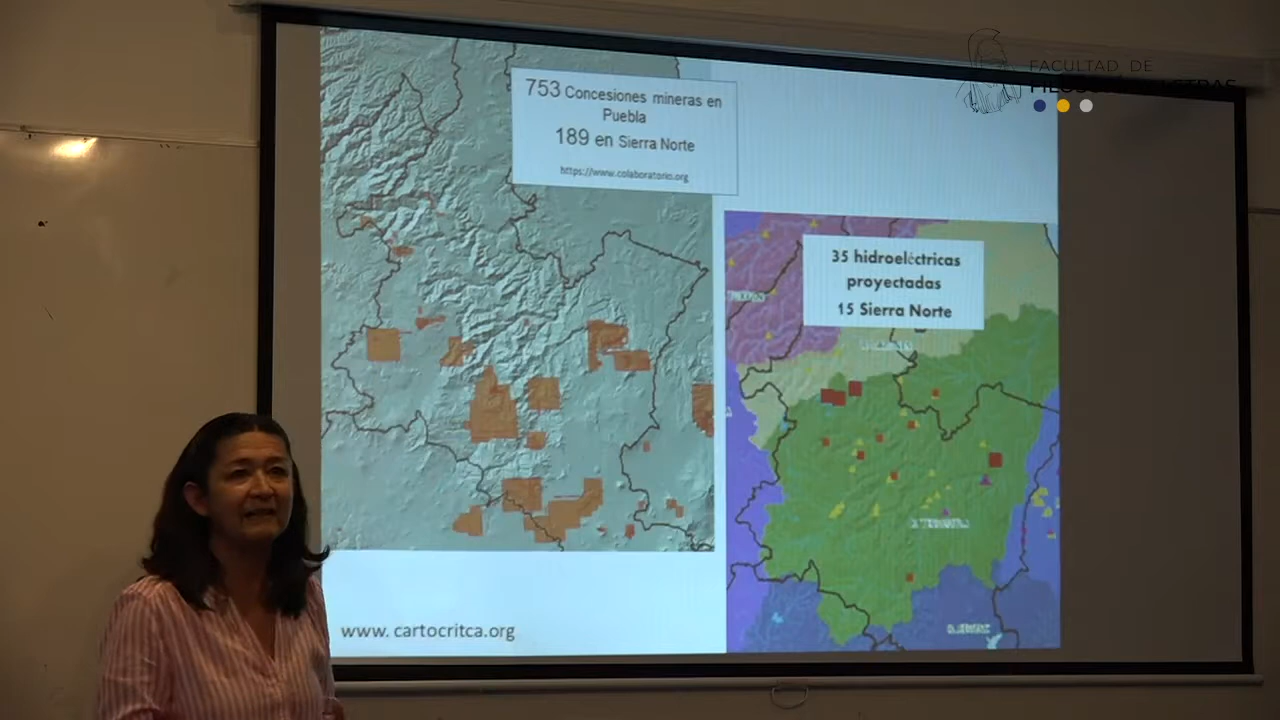 753 Concesiones mineras en
Puebla
189 en Sierra Norte
https://www.colaboratorio.org
35 hidroeléctricas
proyectadas
15 Sierra Norte
www. cartocritca.org
FACULTAD DE